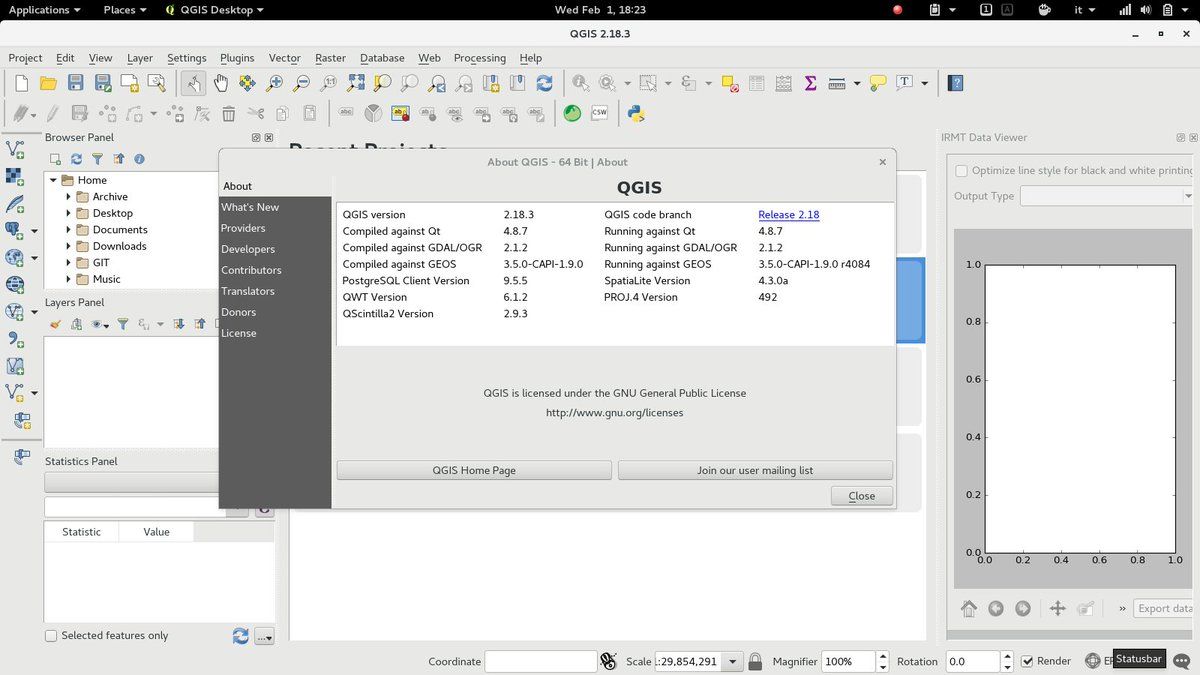 Applications Places QGIS Desktop Wed Feb 1, 18:23 1 A it
QGIS 2.18.3
Project Edit View Layer Settings Plugins Vector Raster Database Web Processing Help
Browser Panel
Home
Archive
Desktop
Documents
Downloads
GIT
Music
Layers Panel
Statistics Panel
Statistic Value
Selected features only
Recent Projects
About QGIS - 64 Bit | About
About
What's New
Providers
Developers
Contributors
Translators
Donors
License
QGIS
QGIS version 2.18.3 QGIS code branch Release 2.18
Compiled against Qt 4.8.7 Running against Qt 4.8.7
Compiled against GDAL/OGR 2.1.2 Running against GDAL/OGR 2.1.2
Compiled against GEOS 3.5.0-CAPI-1.9.0 Running against GEOS 3.5.0-CAPI-1.9.0 r4084
PostgreSQL Client Version 9.5.5 SpatiaLite Version 4.3.0a
QWT Version 6.1.2 PROJ.4 Version 492
QScintilla2 Version 2.9.3
QGIS is licensed under the GNU General Public License
http://www.gnu.org/licenses
QGIS Home Page Join our user mailing list
Close
IRMT Data Viewer
Optimize line style for black and white printing
Output Type
1.0
0.8
0.6
0.4
0.2
0.0
0.0 0.2 0.4 0.6 0.8 1.0
» Export data
Coordinate Scale :29,854,291 Magnifier 100% Rotation 0.0 Render Statusbar